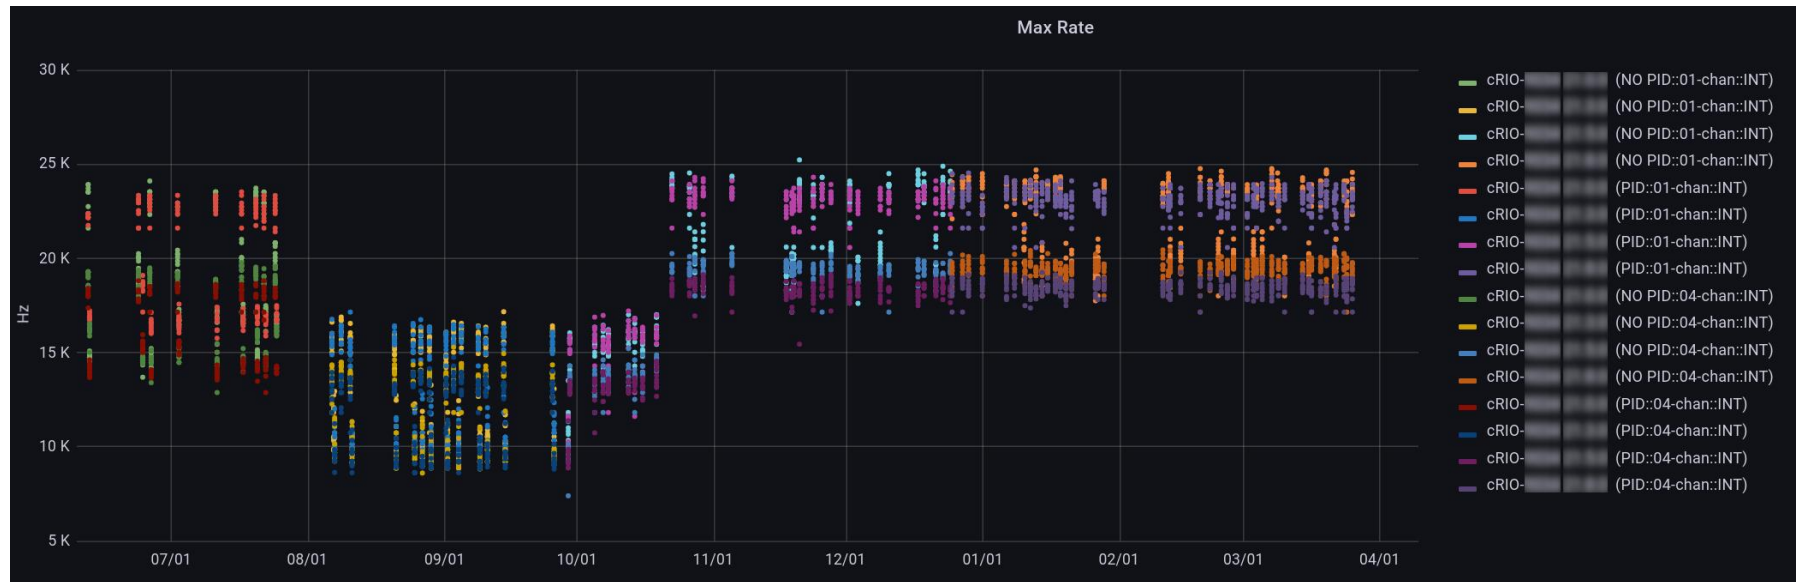 Max Rate
30 K
25 K
20 K
15 K
10 K
5 K
Hz
07/01 08/01 09/01 10/01 11/01 12/01 01/01 02/01 03/01 04/01
cRIO- (NO PID::01-chan::INT)
cRIO- (NO PID::01-chan::INT)
cRIO- (NO PID::01-chan::INT)
cRIO- (NO PID::01-chan::INT)
cRIO- (PID::01-chan::INT)
cRIO- (PID::01-chan::INT)
cRIO- (PID::01-chan::INT)
cRIO- (PID::01-chan::INT)
cRIO- (NO PID::04-chan::INT)
cRIO- (NO PID::04-chan::INT)
cRIO- (NO PID::04-chan::INT)
cRIO- (NO PID::04-chan::INT)
cRIO- (PID::04-chan::INT)
cRIO- (PID::04-chan::INT)
cRIO- (PID::04-chan::INT)
cRIO- (PID::04-chan::INT)